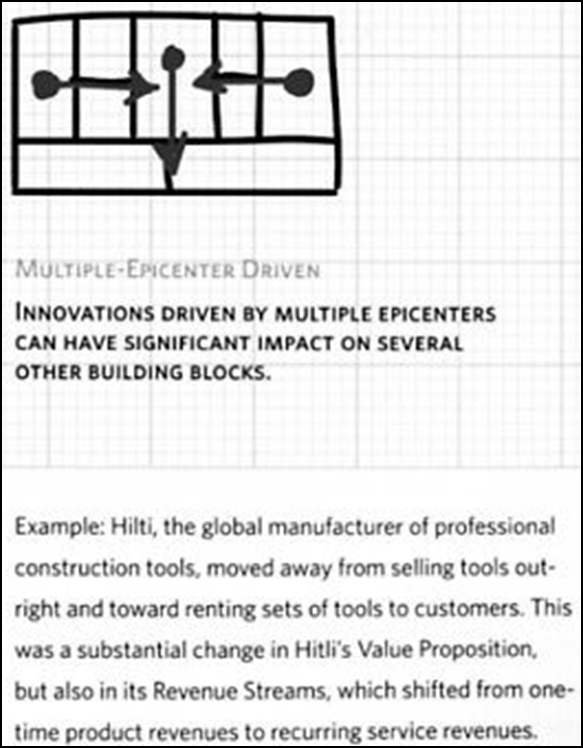 MULTIPLE-EPICENTER DRIVEN
INNOVATIONS DRIVEN BY MULTIPLE EPICENTERS
CAN HAVE SIGNIFICANT IMPACT ON SEVERAL
OTHER BUILDING BLOCKS.
Example: Hilti, the global manufacturer of professional
construction tools, moved away from selling tools out-
right and toward renting sets of tools to customers. This
was a substantial change in Hitli's Value Proposition,
but also in its Revenue Streams, which shifted from one-
time product revenues to recurring service revenues.